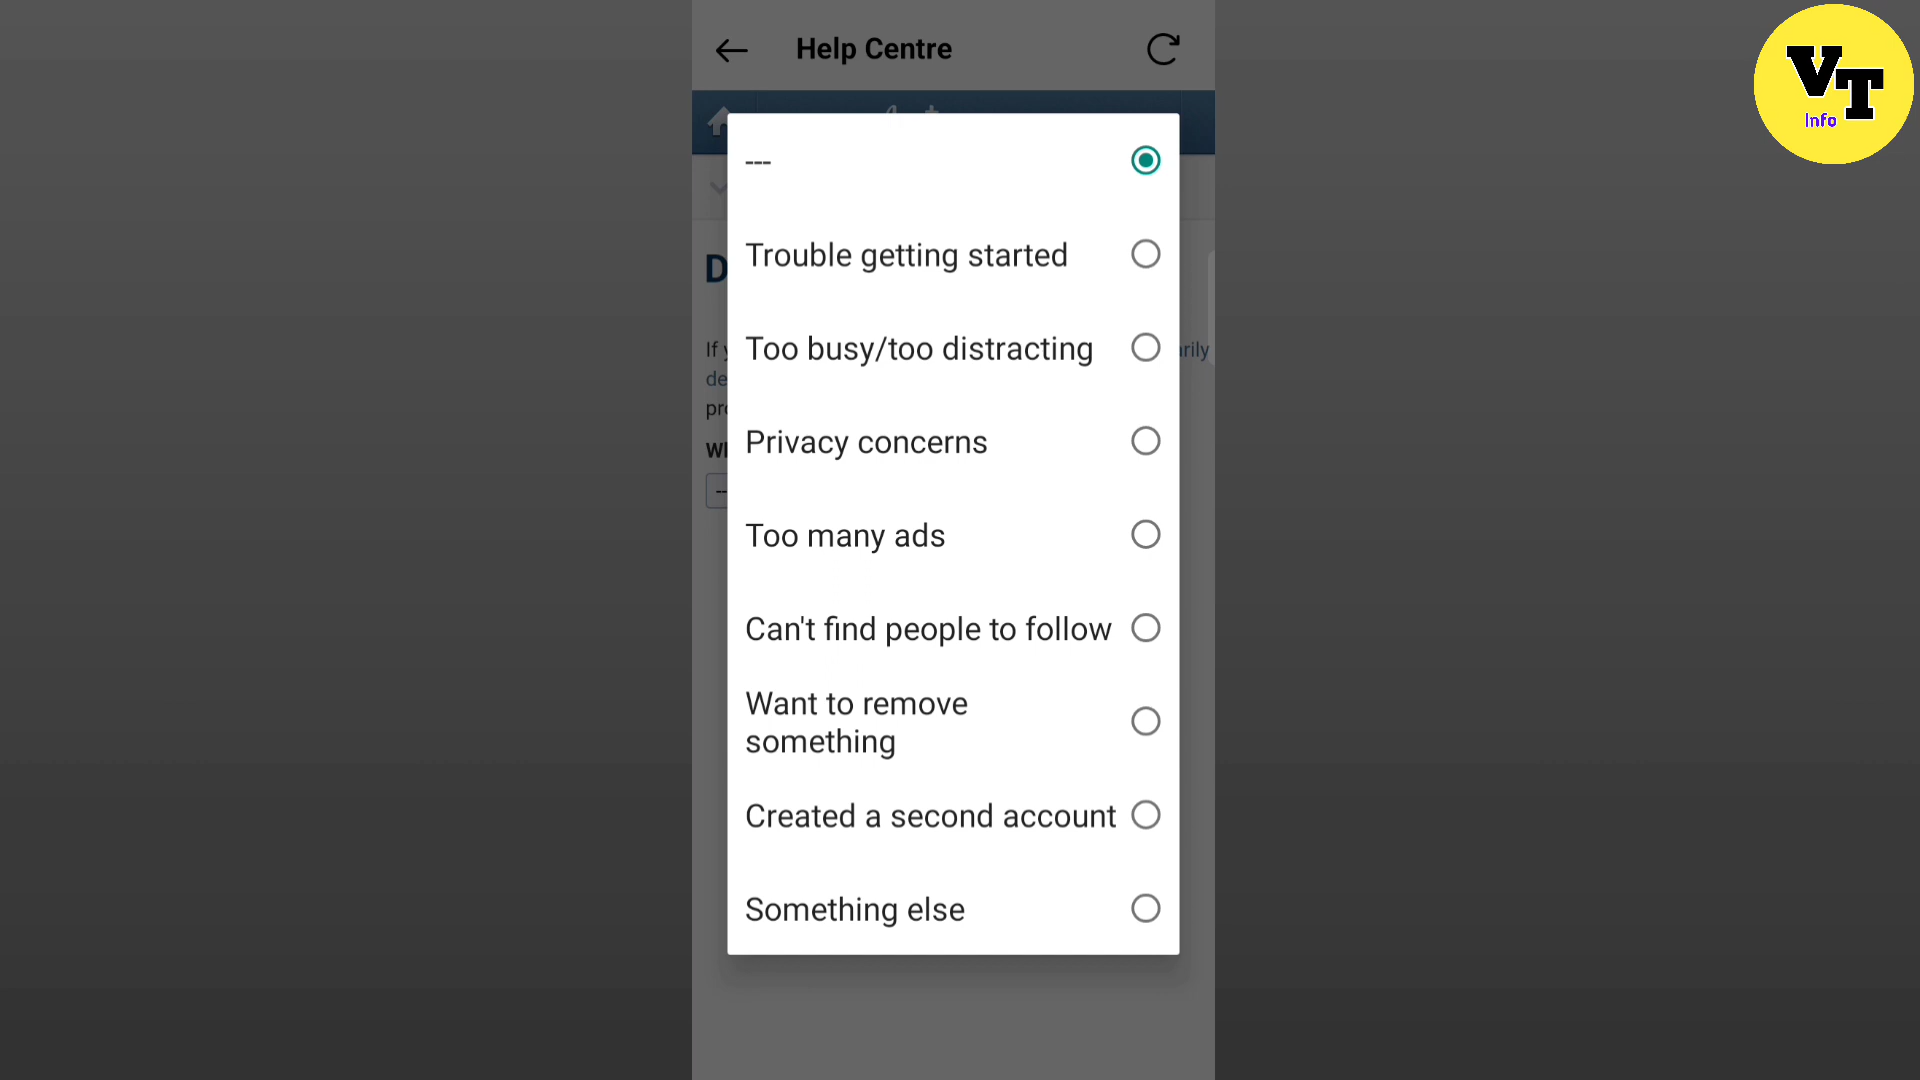 Help Centre
VT
Info
---
Trouble getting started
Too busy/too distracting
Privacy concerns
Too many ads
Can't find people to follow
Want to remove
something
Created a second account
Something else